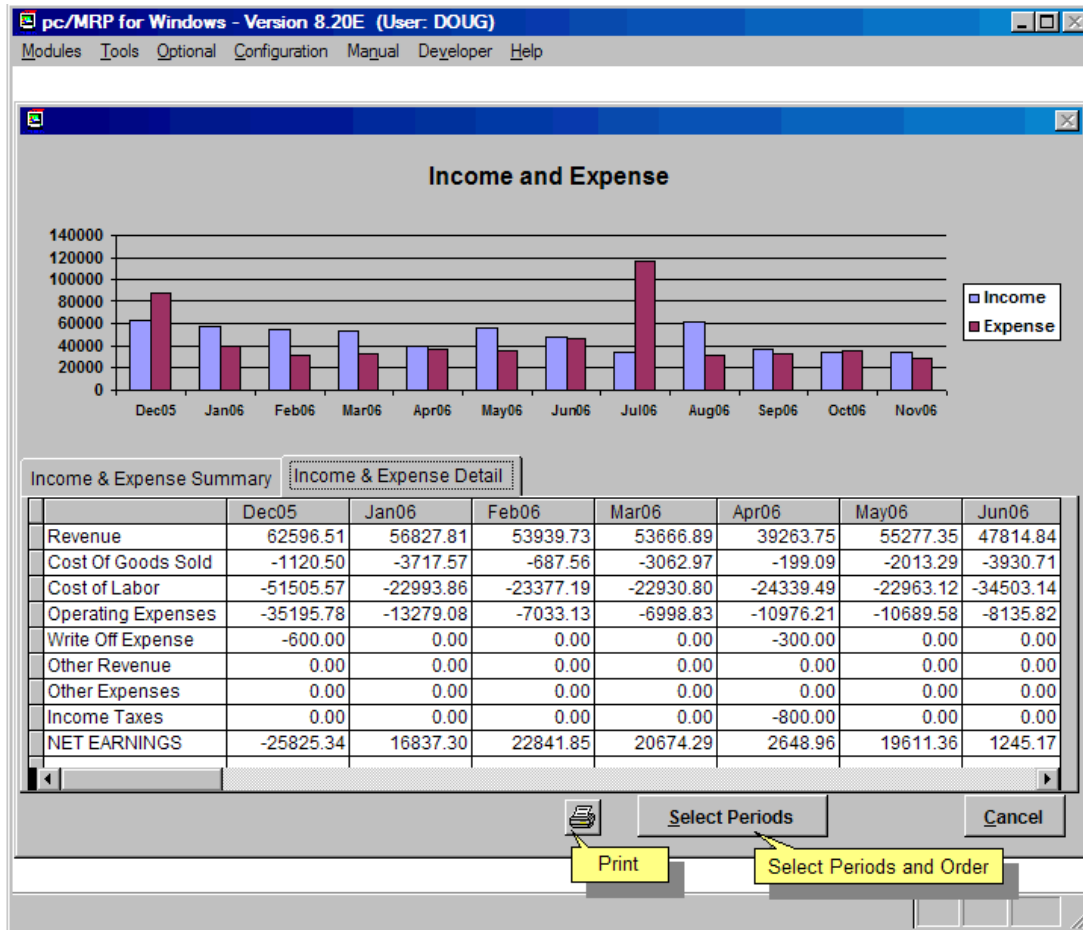 pc/MRP for Windows - Version 8.20E (User: DOUG)
Modules Tools Optional Configuration Manual Developer Help
Income and Expense
140000
120000
100000
80000
60000
40000
20000
0
Dec05 Jan06 Feb06 Mar06 Apr06 May06 Jun06 Jul06 Aug06 Sep06 Oct06 Nov06
Income
Expense
Income & Expense Summary Income & Expense Detail
Dec05 Jan06 Feb06 Mar06 Apr06 May06 Jun06
Revenue 62596.51 56827.81 53939.73 53666.89 39263.75 55277.35 47814.84
Cost Of Goods Sold -1120.50 -3717.57 -687.56 -3062.97 -199.09 -2013.29 -3930.71
Cost of Labor -51505.57 -22993.86 -23377.19 -22930.80 -24339.49 -22963.12 -34503.14
Operating Expenses -35195.78 -13279.08 -7033.13 -6998.83 -10976.21 -10689.58 -8135.82
Write Off Expense -600.00 0.00 0.00 0.00 -300.00 0.00 0.00
Other Revenue 0.00 0.00 0.00 0.00 0.00 0.00 0.00
Other Expenses 0.00 0.00 0.00 0.00 0.00 0.00 0.00
Income Taxes 0.00 0.00 0.00 0.00 -800.00 0.00 0.00
NET EARNINGS -25825.34 16837.30 22841.85 20674.29 2648.96 19611.36 1245.17
Select Periods Cancel
Print Select Periods and Order